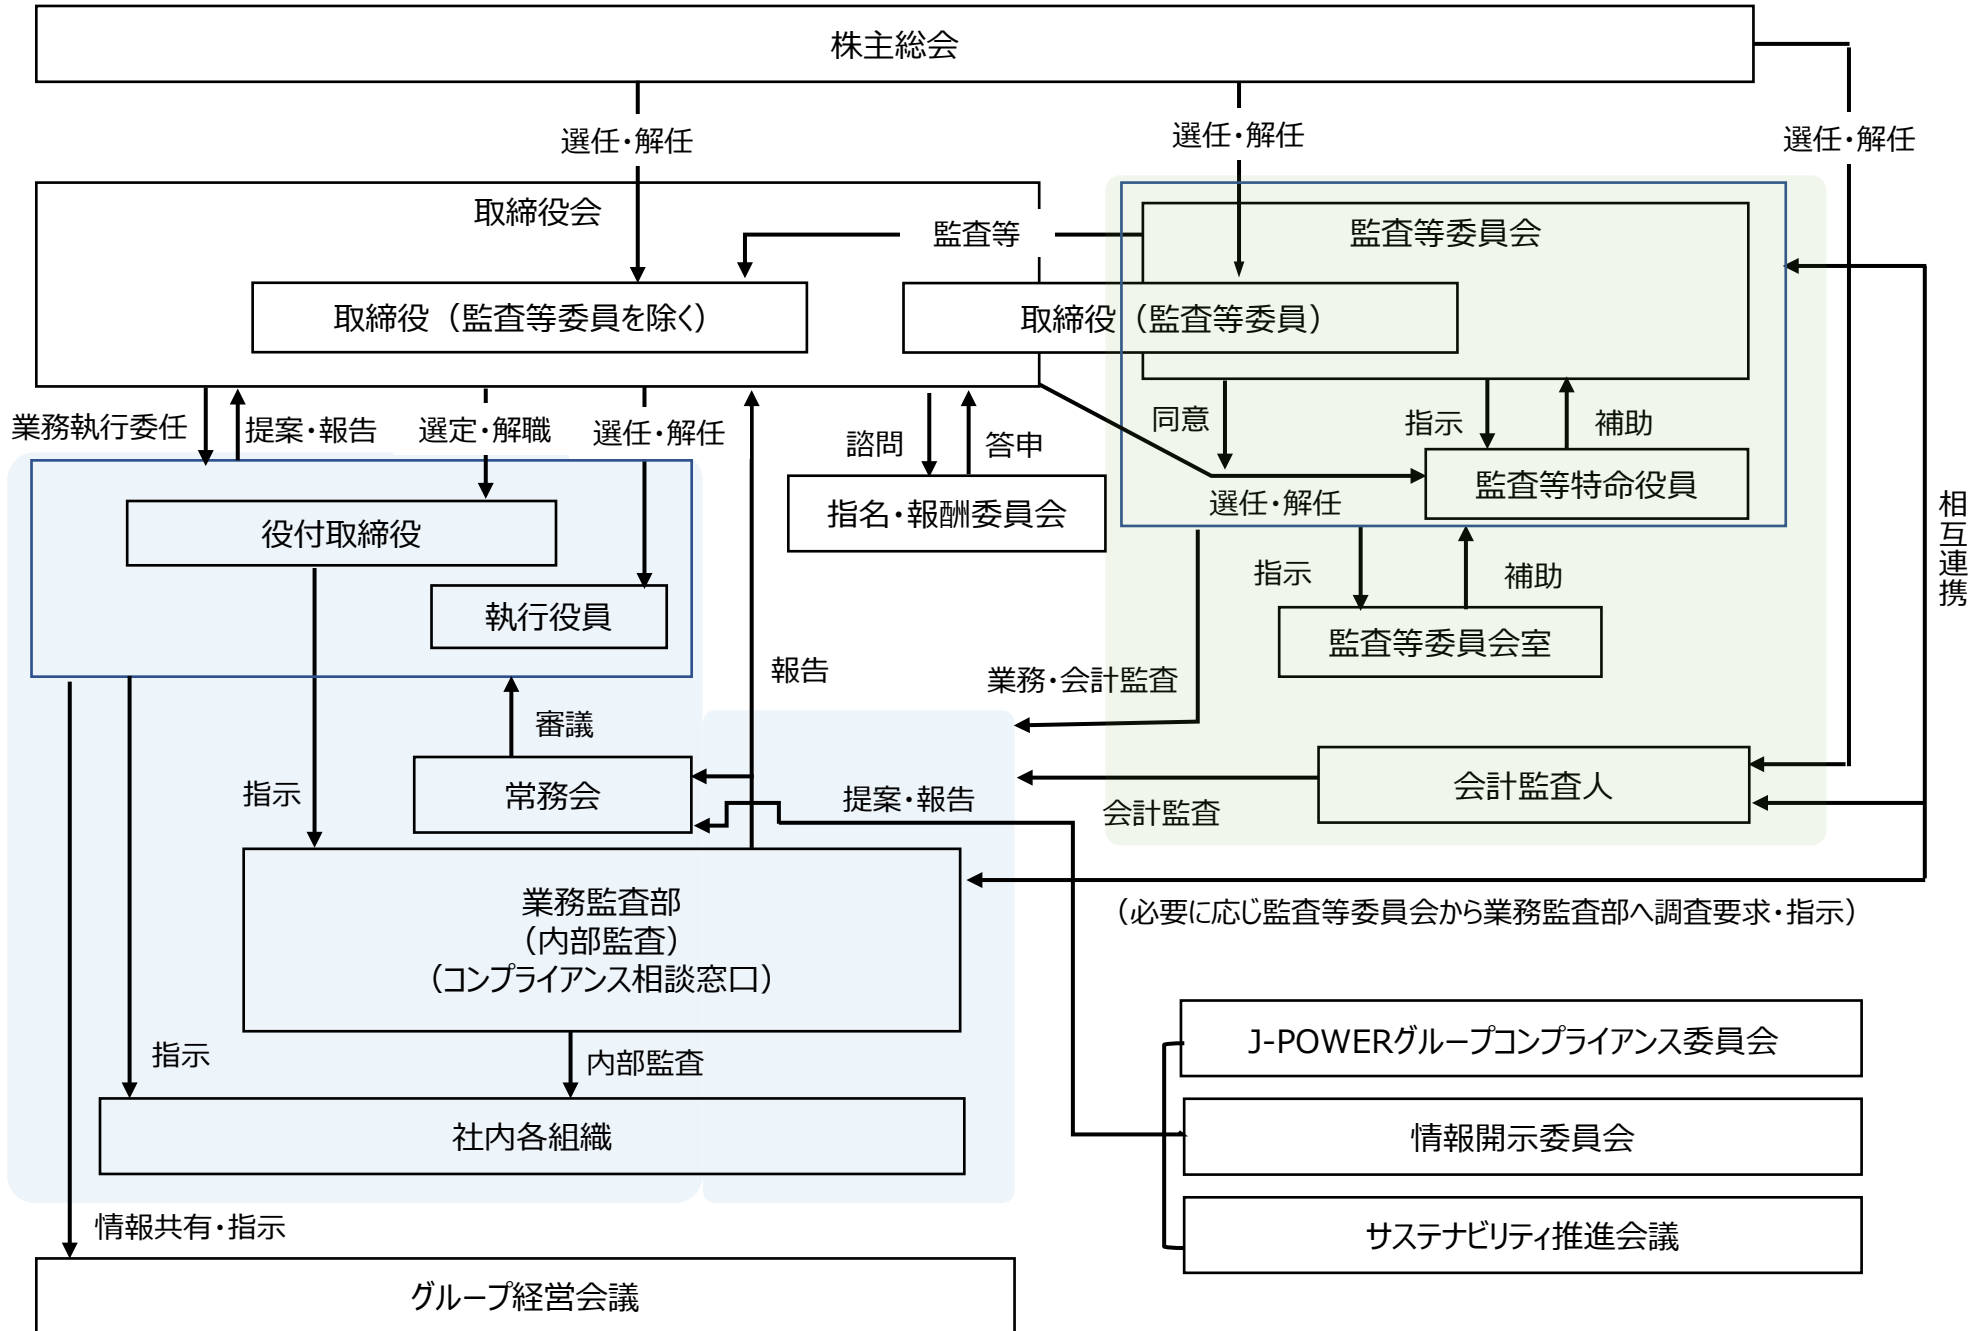 株主総会
選任・解任
選任・解任
選任・解任
取締役会
監査等
監査等委員会
取締役（監査等委員を除く）
取締役（監査等委員）
業務執行委任
提案・報告
選定・解職
選任・解任
諮問
答申
同意
指示
補助
監査等特命役員
選任・解任
指名・報酬委員会
役付取締役
執行役員
指示
補助
監査等委員会室
相互連携
報告
業務・会計監査
審議
常務会
指示
提案・報告
会計監査
会計監査人
業務監査部
（内部監査）
（コンプライアンス相談窓口）
（必要に応じ監査等委員会から業務監査部へ調査要求・指示）
指示
内部監査
社内各組織
J-POWERグループコンプライアンス委員会
情報開示委員会
サステナビリティ推進会議
情報共有・指示
グループ経営会議